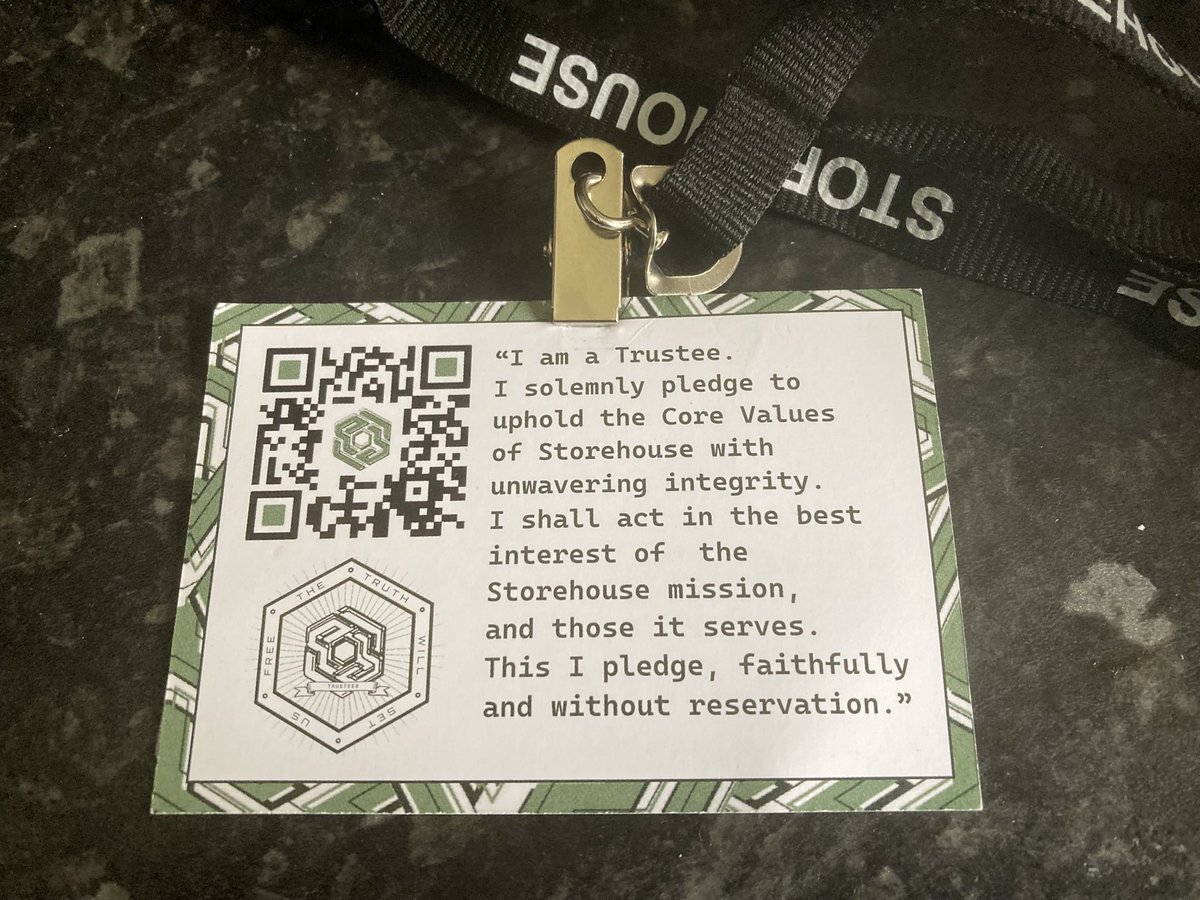 STOREHOUSE
EHO
SE
“I am a Trustee.
I solemnly pledge to
uphold the Core Values
of Storehouse with
unwavering integrity.
I shall act in the best
interest of  the
Storehouse mission,
and those it serves.
This I pledge, faithfully
and without reservation.”
THE TRUTH WILL SET US FREE
TRUSTEES